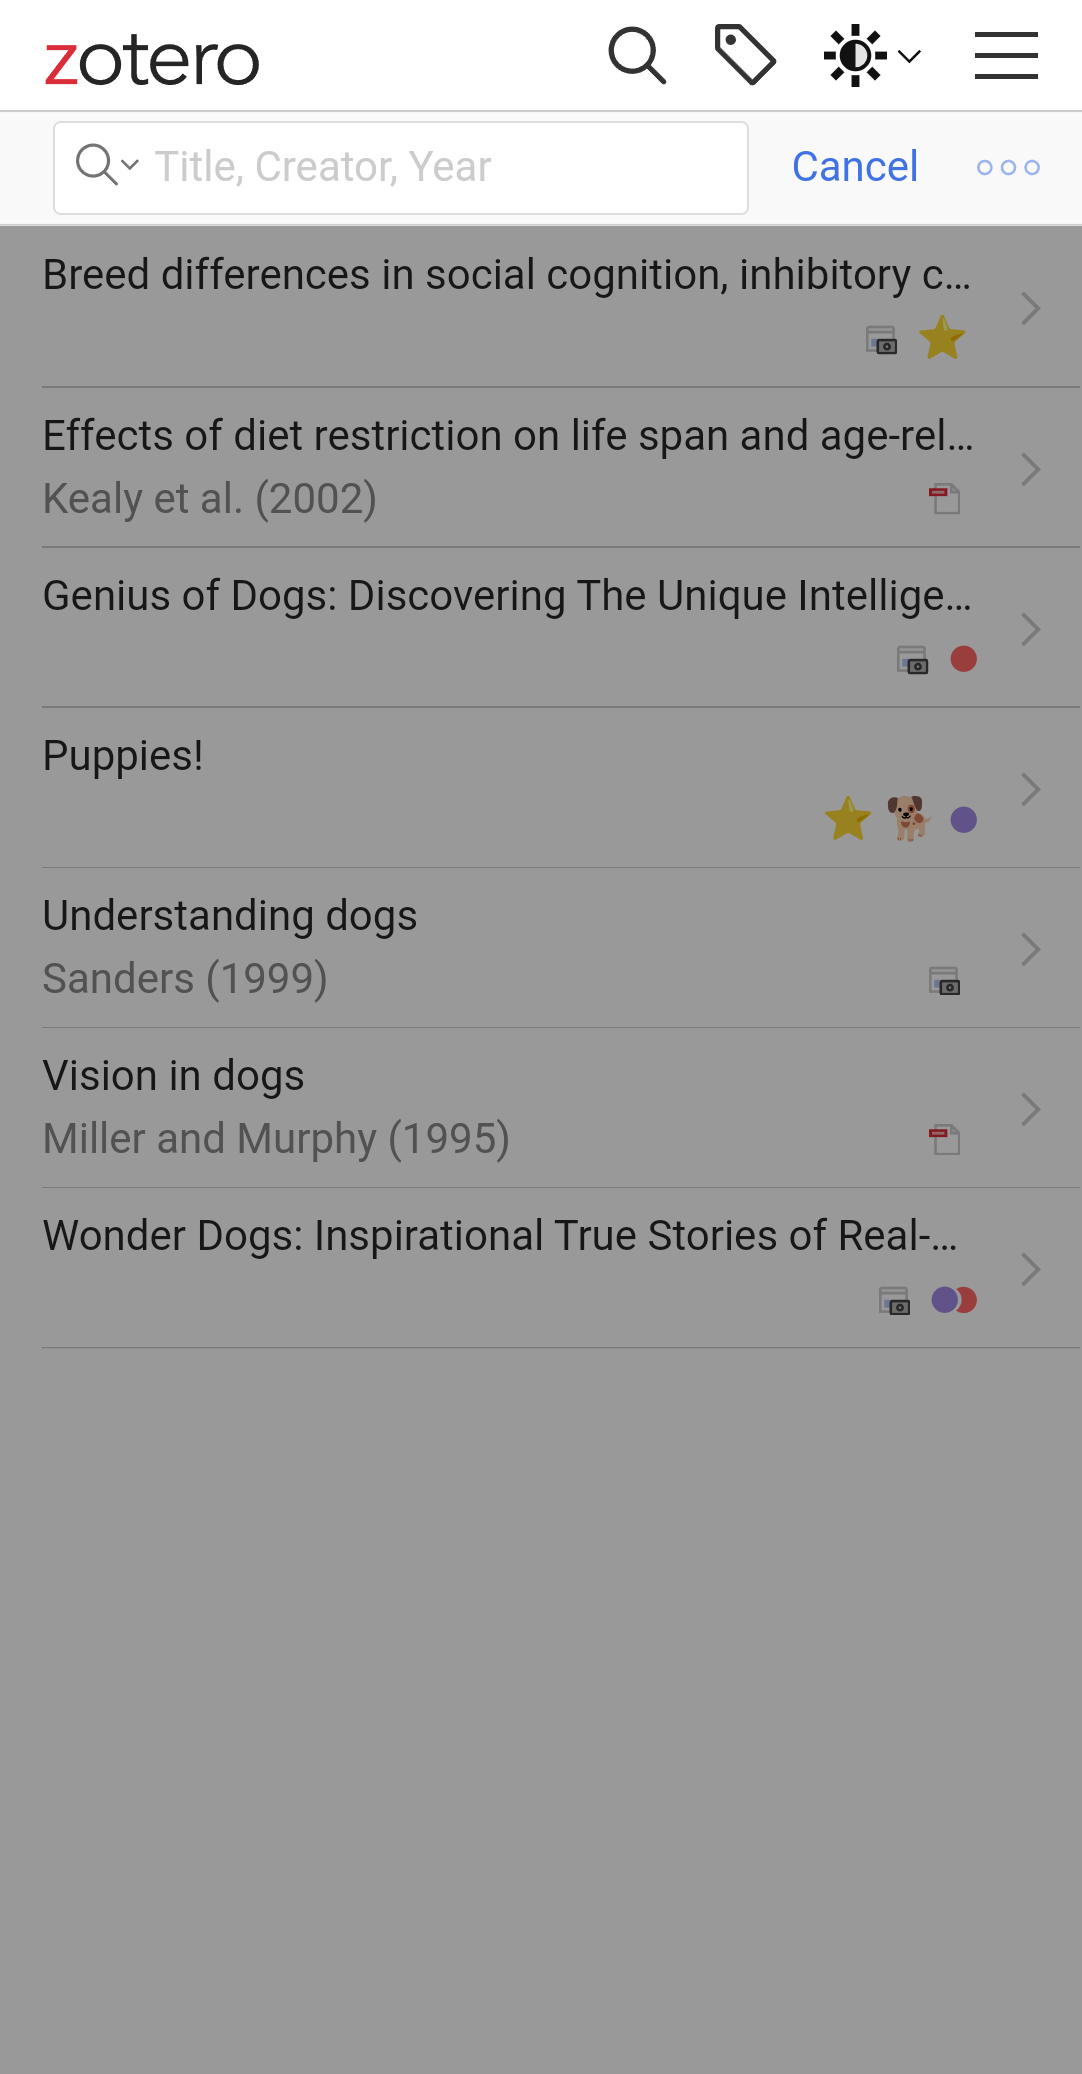 zotero
Title, Creator, Year
Cancel
Breed differences in social cognition, inhibitory c...
Effects of diet restriction on life span and age-rel...
Kealy et al. (2002)
Genius of Dogs: Discovering The Unique Intellige...
Puppies!
Understanding dogs
Sanders (1999)
Vision in dogs
Miller and Murphy (1995)
Wonder Dogs: Inspirational True Stories of Real-...